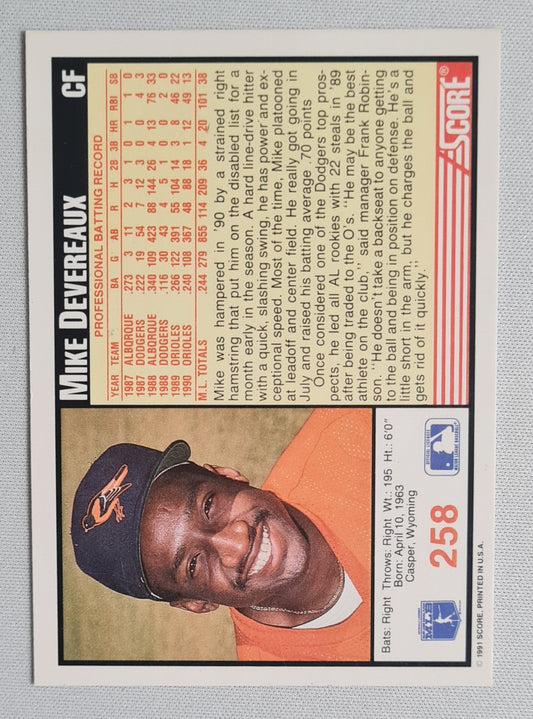 MIKE DEVEREAUX CF
PROFESSIONAL BATTING RECORD
YEAR TEAM BA G AB R H 2B 3B HR RBI SB
1987 ALBQRQUE .273 3 11 2 3 1 0 1 1 0
1987 DODGERS .222 19 54 7 12 3 0 0 4 3
1988 ALBQRQUE .340 109 423 88 144 26 4 13 76 33
1988 DODGERS .116 30 43 4 5 1 0 0 2 0
1989 ORIOLES .266 122 391 55 104 14 3 8 46 22
1990 ORIOLES .240 108 367 48 88 18 1 12 49 13
M.L. TOTALS .244 279 855 114 209 36 4 20 101 38
Mike was hampered in '90 by a strained right
hamstring that put him on the disabled list for a
month early in the season. A hard line-drive hitter
with a quick, slashing swing, he has power and ex-
ceptional speed. Most of the time, Mike platooned
at leadoff and center field. He really got going in
July and raised his batting average .70 points
Once considered one of the Dodgers top pros-
pects, he led all AL rookies with 22 steals in '89
after being traded to the O's. "He may be the best
athlete on the club," said manager Frank Robin-
son. "He doesn't take a backseat to anyone getting
to the ball and being in position on defense. He's a
little short in the arm, but he charges the ball and
gets rid of it quickly."
SCORE®
Bats: Right Throws: Right Wt.: 195 Ht.: 6'0"
Born: April 10, 1963
Casper, Wyoming
258
© 1991 SCORE, PRINTED IN U.S.A.